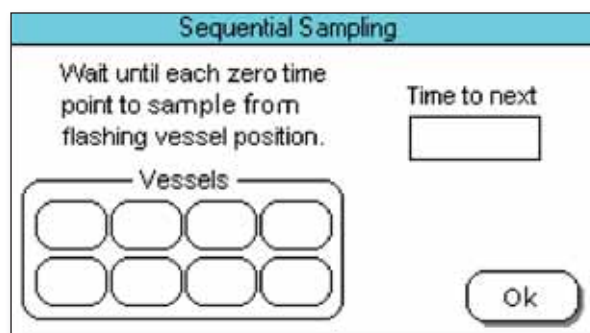 Sequential Sampling
Wait until each zero time
point to sample from
flashing vessel position.
Time to next
Vessels
Ok